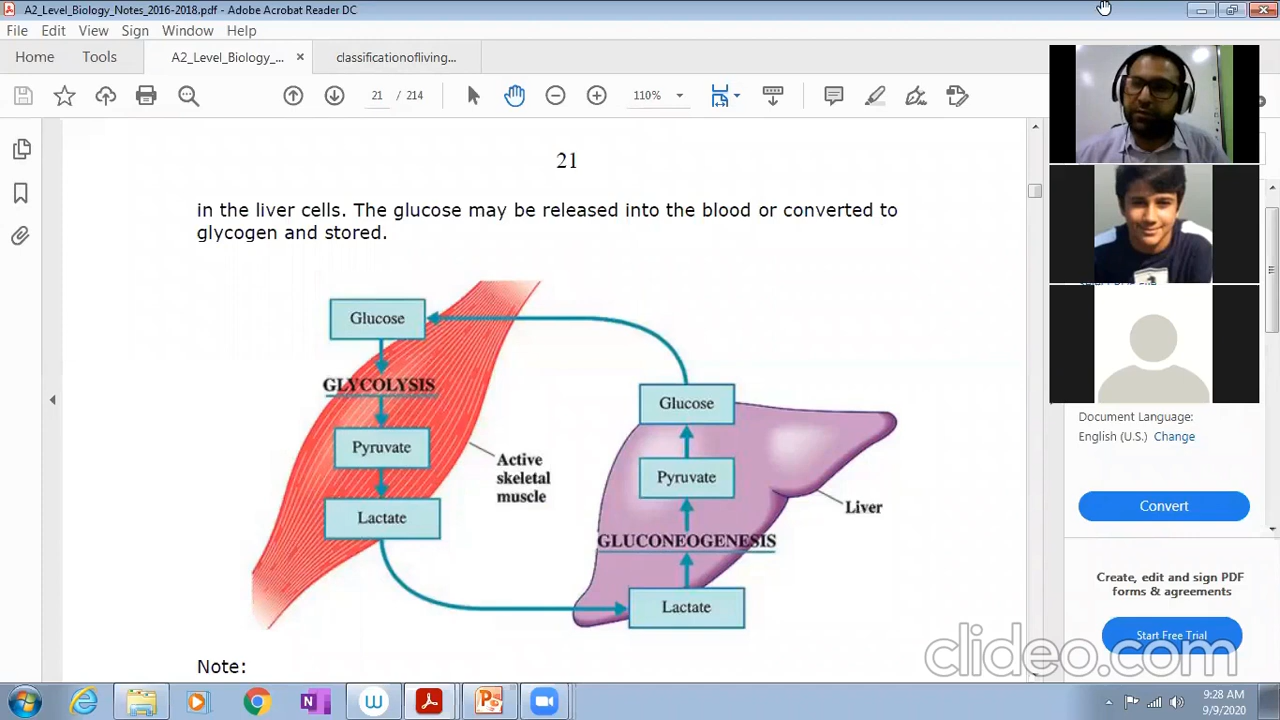 A2_Level_Biology_Notes_2016-2018.pdf - Adobe Acrobat Reader DC
File Edit View Sign Window Help
Home Tools A2_Level_Biology_... × classificationofliving...
21 / 214 110%
21
in the liver cells. The glucose may be released into the blood or converted to
glycogen and stored.
Glucose
GLYCOLYSIS
Pyruvate
Lactate
Active
skeletal
muscle
Glucose
Pyruvate
GLUCONEOGENESIS
Lactate
Liver
Note:
Document Language:
English (U.S.) Change
Convert
Create, edit and sign PDF
forms & agreements
Start Free Trial
clideo.com
9:28 AM
9/9/2020